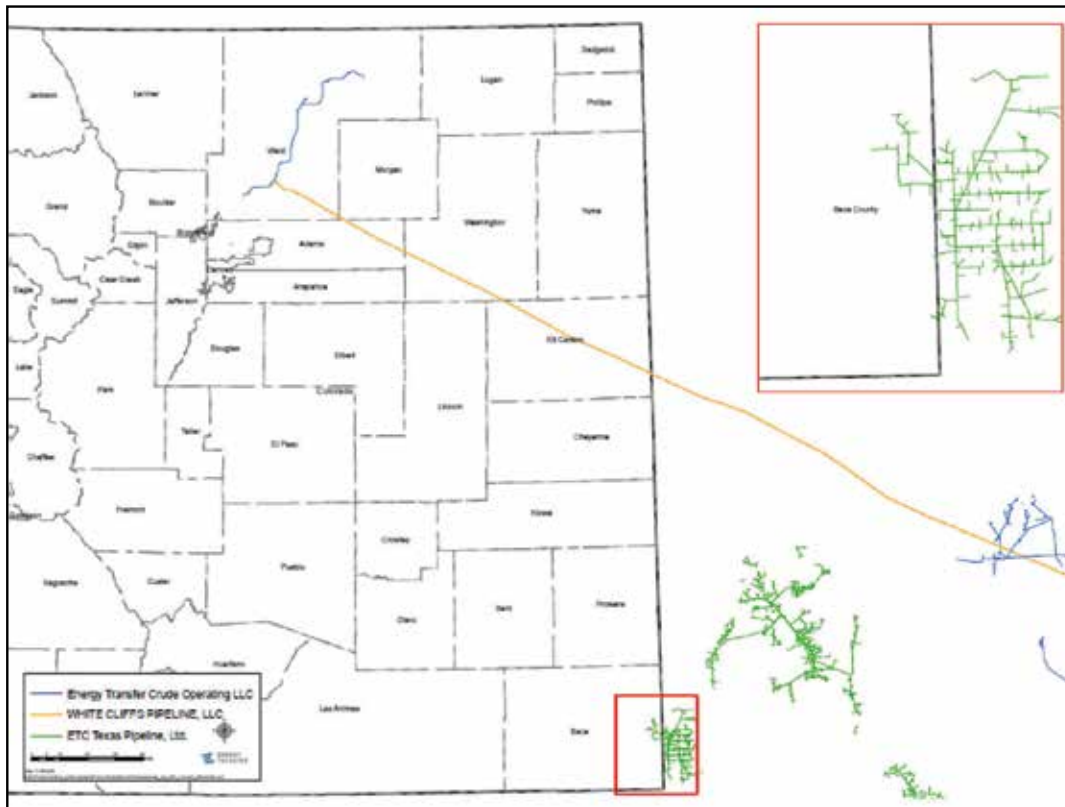 Sedgwick
Logan
Phillips
Jackson
Larimer
Weld
Morgan
Grand
Boulder
Washington
Yuma
Baca County
Adams
Gilpin
Clear Creek
Arapahoe
Eagle
Summit
Jefferson
Kit Carson
Douglas
Elbert
Lake
Park
Colorado
Lincoln
Teller
El Paso
Cheyenne
Chaffee
Fremont
Kiowa
Crowley
Saguache
Custer
Pueblo
Otero
Bent
Prowers
Huerfano
Las Animas
Baca
Energy Transfer Crude Operating LLC
WHITE CLIFFS PIPELINE, LLC
ETC Texas Pipeline, Ltd.
ENERGY
TRANSFER